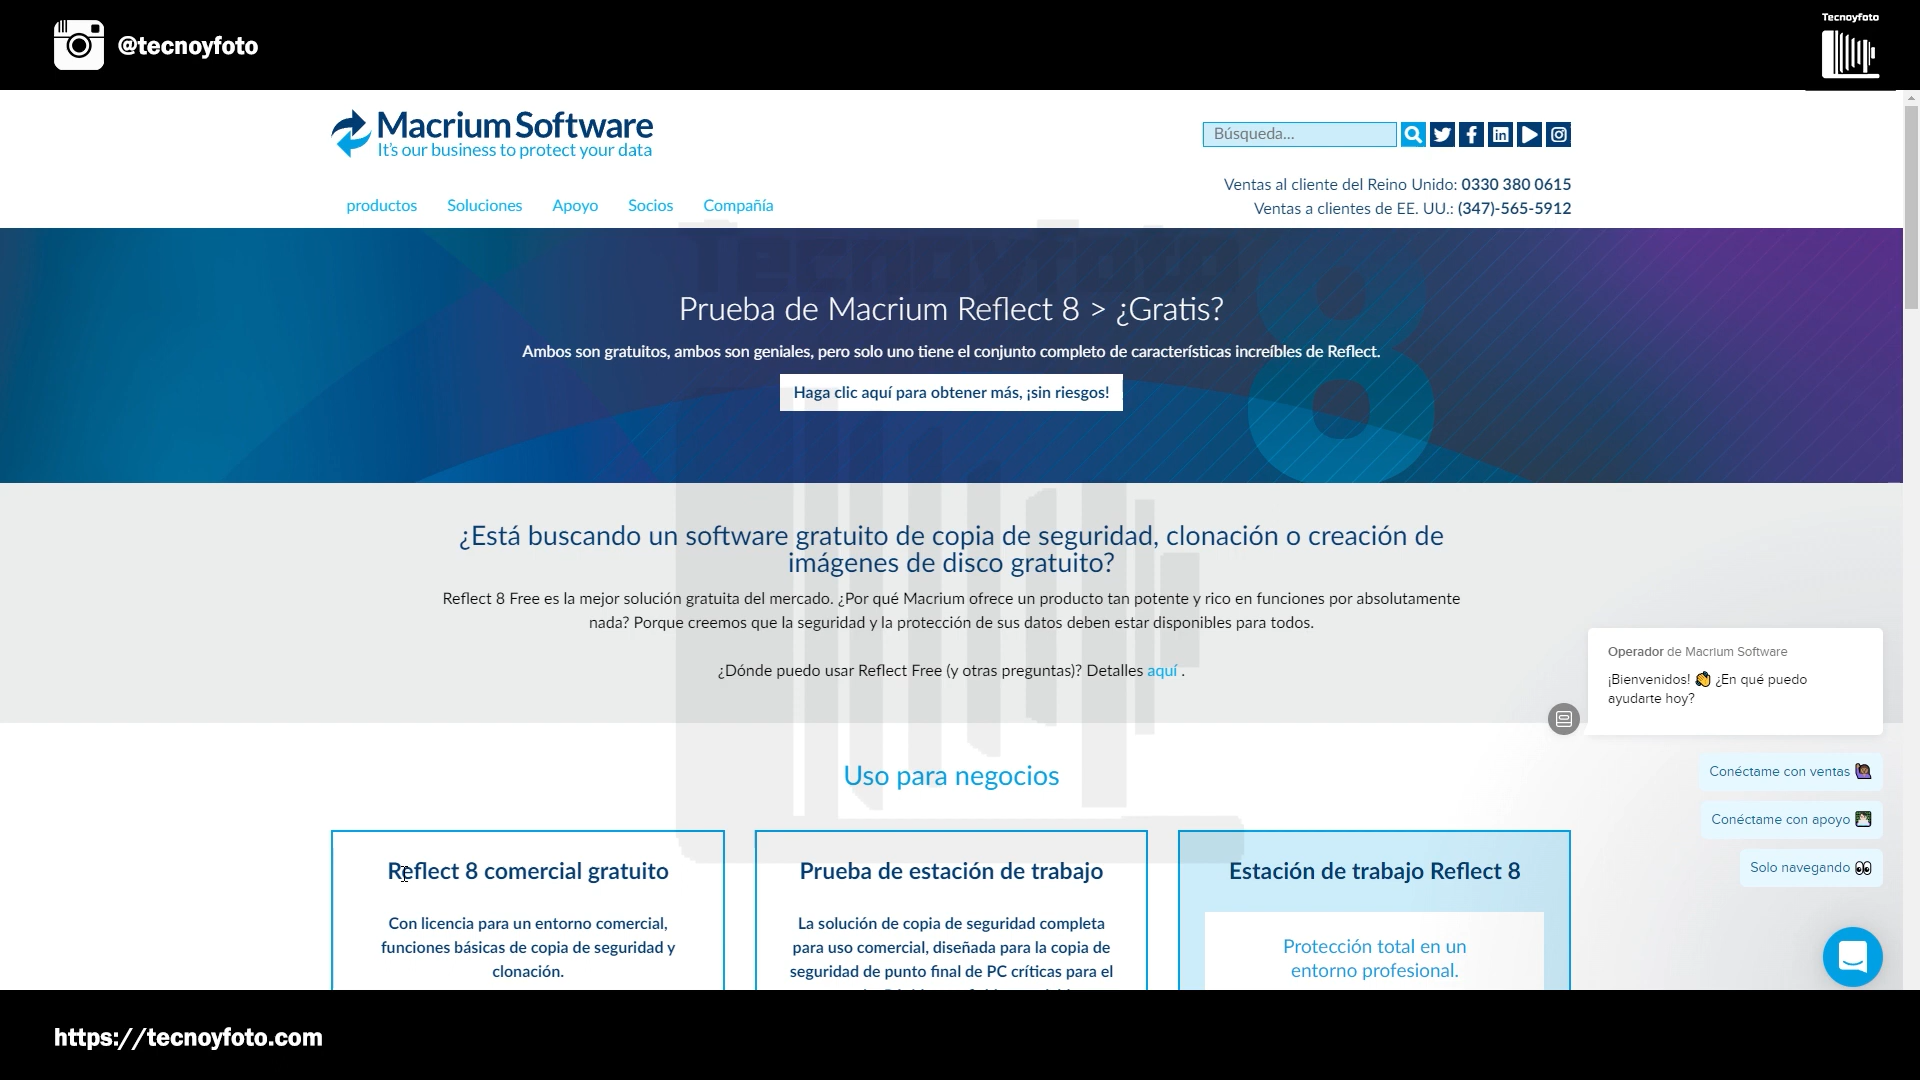 @tecnoyfoto
Tecnoyfoto
Macrium Software
It's our business to protect your data
Búsqueda...
Ventas al cliente del Reino Unido: 0330 380 0615
Ventas a clientes de EE. UU.: (347)-565-5912
productos Soluciones Apoyo Socios Compañía
Tecnoyfoto
8
Prueba de Macrium Reflect 8 > ¿Gratis?
Ambos son gratuitos, ambos son geniales, pero solo uno tiene el conjunto completo de características increíbles de Reflect.
Haga clic aquí para obtener más, ¡sin riesgos!
¿Está buscando un software gratuito de copia de seguridad, clonación o creación de
imágenes de disco gratuito?
Reflect 8 Free es la mejor solución gratuita del mercado. ¿Por qué Macrium ofrece un producto tan potente y rico en funciones por absolutamente
nada? Porque creemos que la seguridad y la protección de sus datos deben estar disponibles para todos.
¿Dónde puedo usar Reflect Free (y otras preguntas)? Detalles aquí .
Uso para negocios
Reflect 8 comercial gratuito
Con licencia para un entorno comercial,
funciones básicas de copia de seguridad y
clonación.
Prueba de estación de trabajo
La solución de copia de seguridad completa
para uso comercial, diseñada para la copia de
seguridad de punto final de PC críticas para el
Estación de trabajo Reflect 8
Protección total en un
entorno profesional.
Operador de Macrium Software
¡Bienvenidos! 👏 ¿En qué puedo
ayudarte hoy?
Conéctame con ventas 🙋🏾‍♀️
Conéctame con apoyo 👨‍🏫
Solo navegando 👀
https://tecnoyfoto.com